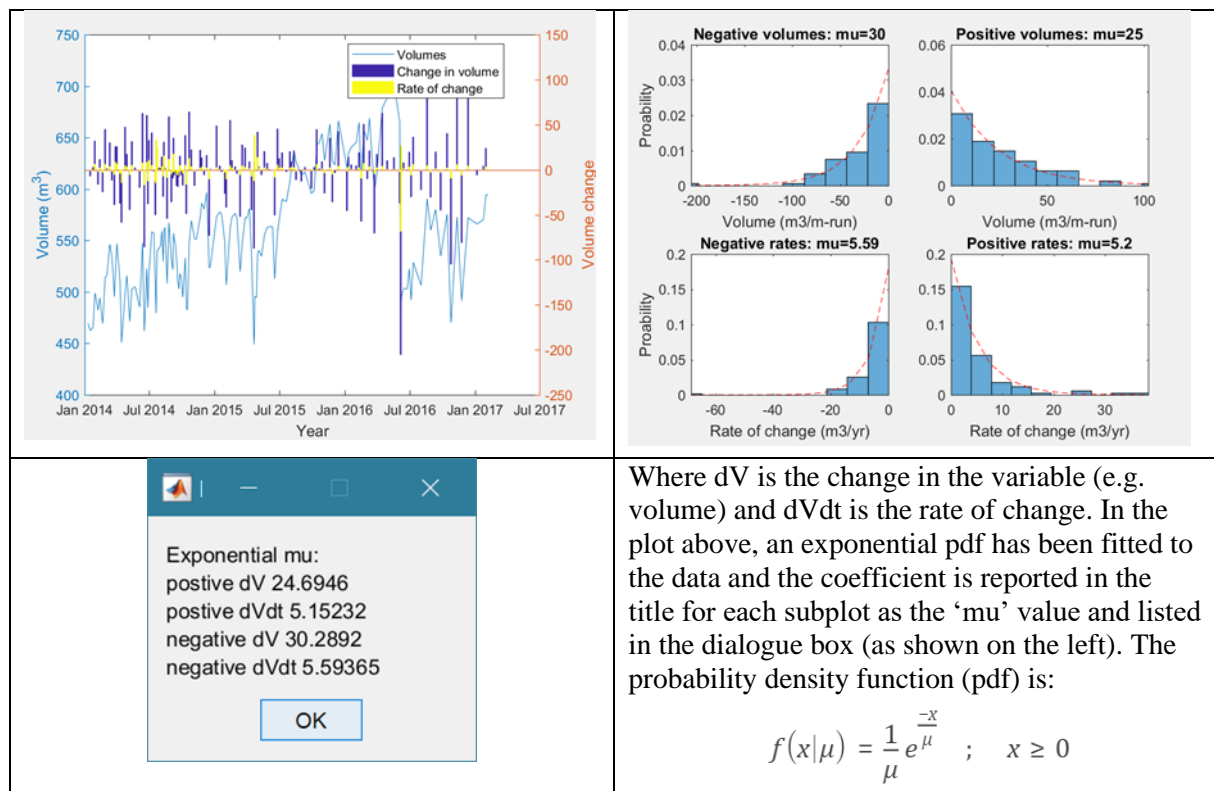 750
700
650
600
550
500
450
400
Volume (m³)
150
100
50
0
-50
-100
-150
-200
-250
Volume change
Volumes
Change in volume
Rate of change
Jan 2014 Jul 2014 Jan 2015 Jul 2015 Jan 2016 Jul 2016 Jan 2017 Jul 2017
Year
Negative volumes: mu=30
0.04
0.03
0.02
0.01
0
Proability
-200 -150 -100 -50 0
Volume (m3/m-run)
Positive volumes: mu=25
0.06
0.04
0.02
0
0 50 100
Volume (m3/m-run)
Negative rates: mu=5.59
0.2
0.15
0.1
0.05
0
Proability
-60 -40 -20 0
Rate of change (m3/yr)
Positive rates: mu=5.2
0.2
0.15
0.1
0.05
0
0 10 20 30
Rate of change (m3/yr)
Exponential mu:
postive dV 24.6946
postive dVdt 5.15232
negative dV 30.2892
negative dVdt 5.59365
OK
Where dV is the change in the variable (e.g.
volume) and dVdt is the rate of change. In the
plot above, an exponential pdf has been fitted to
the data and the coefficient is reported in the
title for each subplot as the ‘mu’ value and listed
in the dialogue box (as shown on the left). The
probability density function (pdf) is:
f(x|μ) = 1/μ e^(-x/μ) ; x ≥ 0